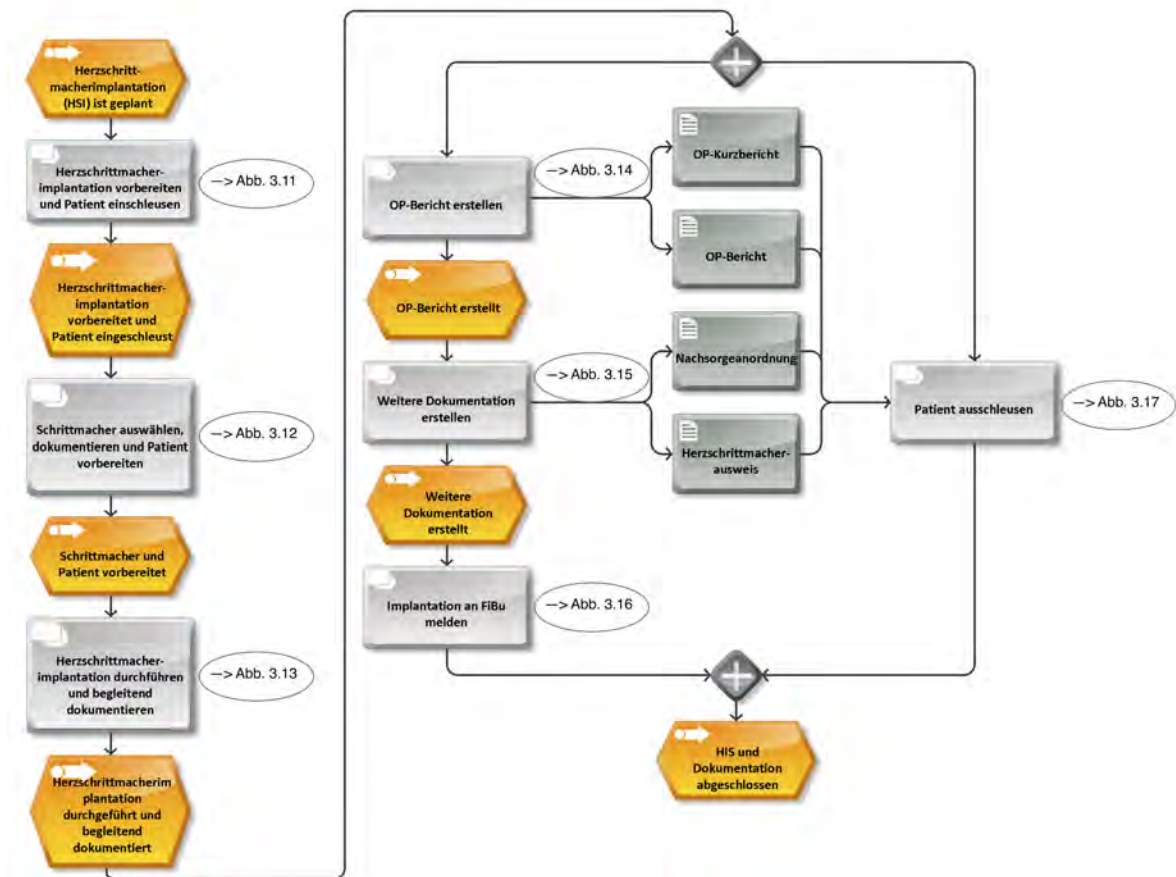 Herzschritt-
macherimplantation
(HSI) ist geplant
Herzschrittmacher-
implantation vorbereiten
und Patient einschleusen
—> Abb. 3.11
Herzschrittmacher-
implantation
vorbereitet und
Patient eingeschleust
Schrittmacher auswählen,
dokumentieren und Patient
vorbereiten
—> Abb. 3.12
Schrittmacher und
Patient vorbereitet
Herzschrittmacher-
implantation durchführen
und begleitend
dokumentieren
—> Abb. 3.13
Herzschrittmacherim
plantation
durchgeführt und
begleitend
dokumentiert
OP-Bericht erstellen
—> Abb. 3.14
OP-Kurzbericht
OP-Bericht
OP-Bericht erstellt
Weitere Dokumentation
erstellen
—> Abb. 3.15
Nachsorgeanordnung
Herzschrittmacher-
ausweis
Weitere
Dokumentation
erstellt
Implantation an FiBu
melden
—> Abb. 3.16
Patient ausschleusen
—> Abb. 3.17
HIS und
Dokumentation
abgeschlossen